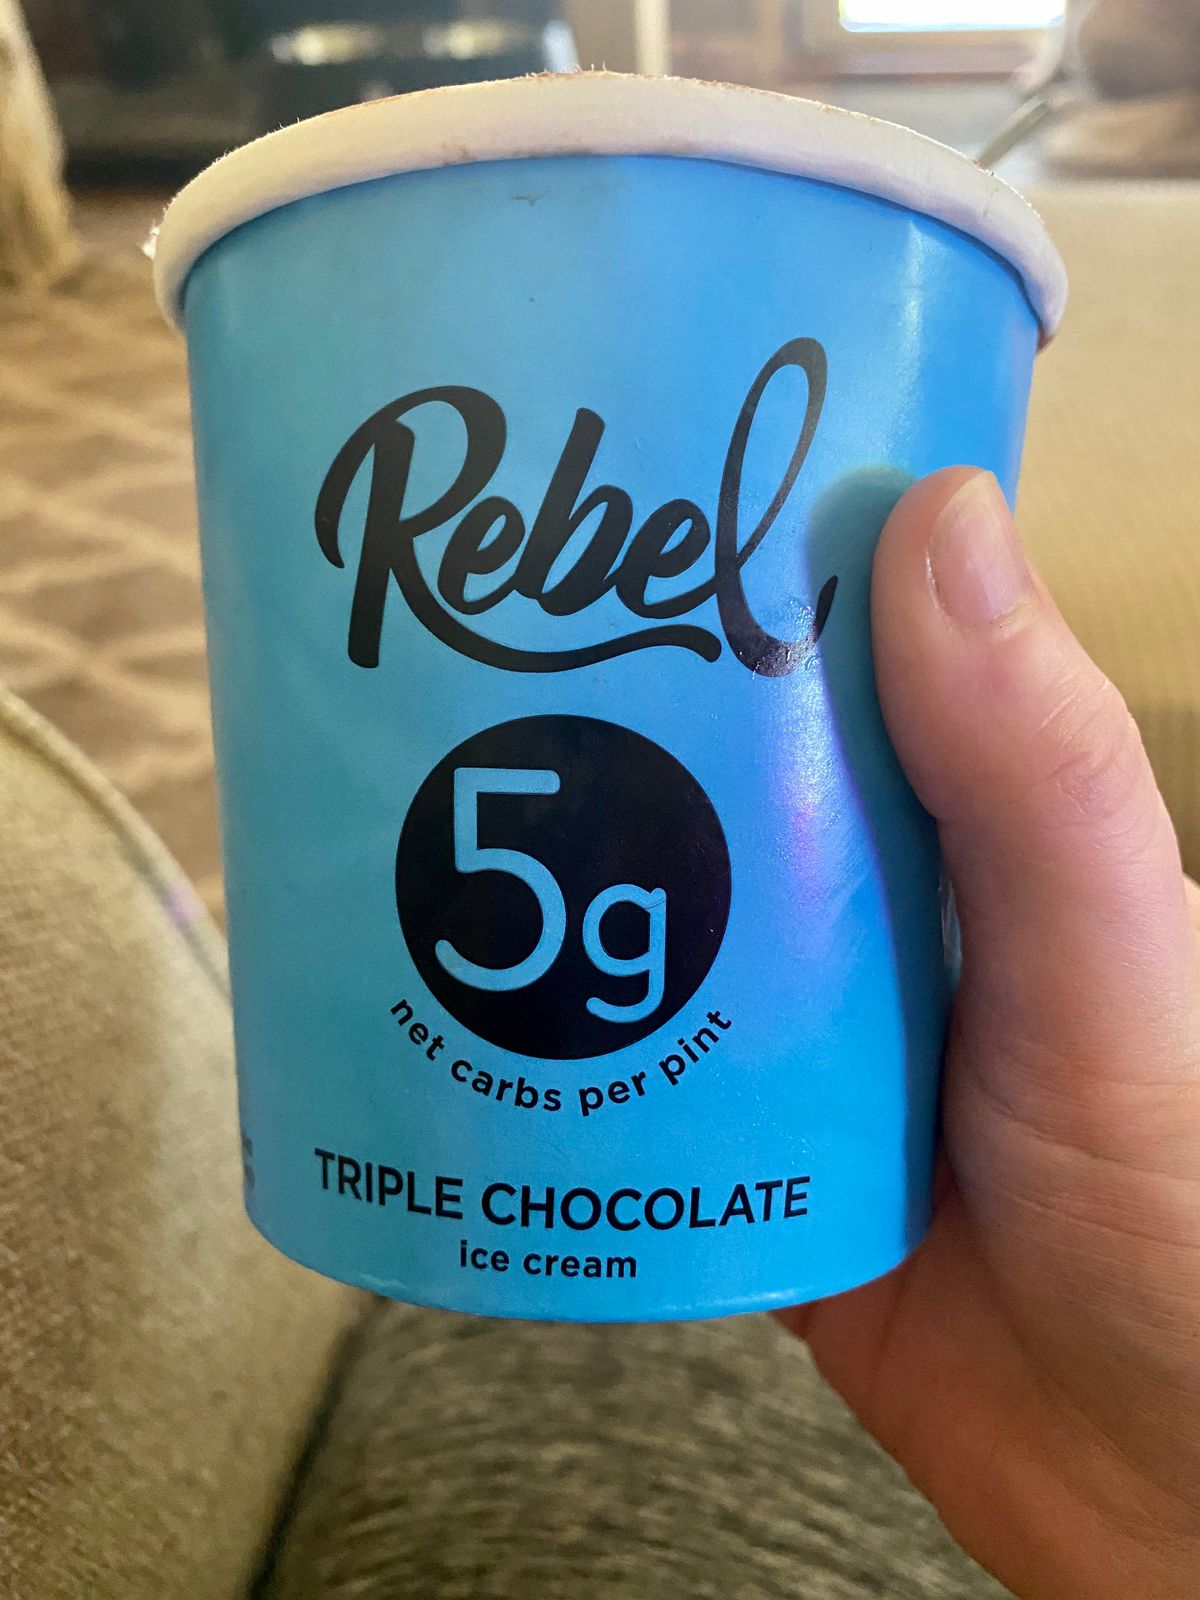 Rebel
5g
net carbs per pint
TRIPLE CHOCOLATE
ice cream